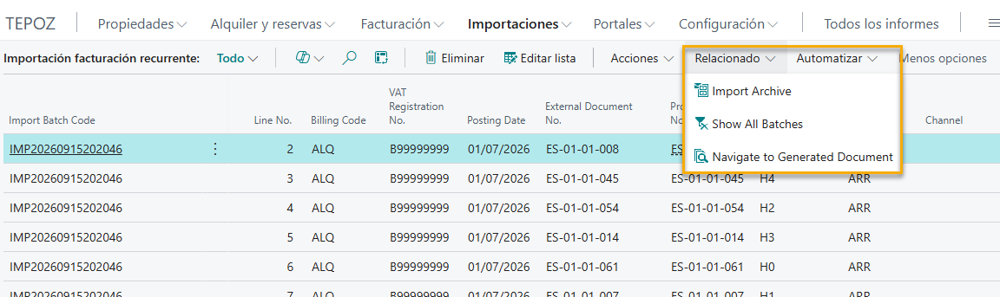 TEPOZ Propiedades Alquiler y reservas Facturación Importaciones Portales Configuración Todos los informes
Importación facturación recurrente: Todo Eliminar Editar lista Acciones Relacionado Automatizar Menos opciones
Import Archive
Show All Batches
Navigate to Generated Document
Import Batch Code Line No. Billing Code VAT Registration No. Posting Date External Document No. Channel
IMP20260915202046 2 ALQ B99999999 01/07/2026 ES-01-01-008
IMP20260915202046 3 ALQ B99999999 01/07/2026 ES-01-01-045 ES-01-01-045 H4 ARR
IMP20260915202046 4 ALQ B99999999 01/07/2026 ES-01-01-054 ES-01-01-054 H2 ARR
IMP20260915202046 5 ALQ B99999999 01/07/2026 ES-01-01-014 ES-01-01-014 H3 ARR
IMP20260915202046 6 ALQ B99999999 01/07/2026 ES-01-01-061 ES-01-01-061 H0 ARR
IMP20260915202046 7 ALQ B99999999 01/07/2026 ES-01-01-007 ES-01-01-007 H1 ARR